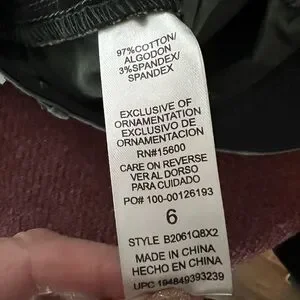 97%COTTON/
ALGODON
3%SPANDEX/
SPANDEX
EXCLUSIVE OF
ORNAMENTATION
EXCLUSIVO DE
ORNAMENTACION
RN#15600
CARE ON REVERSE
VER AL DORSO
PARA CUIDADO
PO# 100-00126193
6
STYLE B2061Q8X2
MADE IN CHINA
HECHO EN CHINA
UPC 194849393239